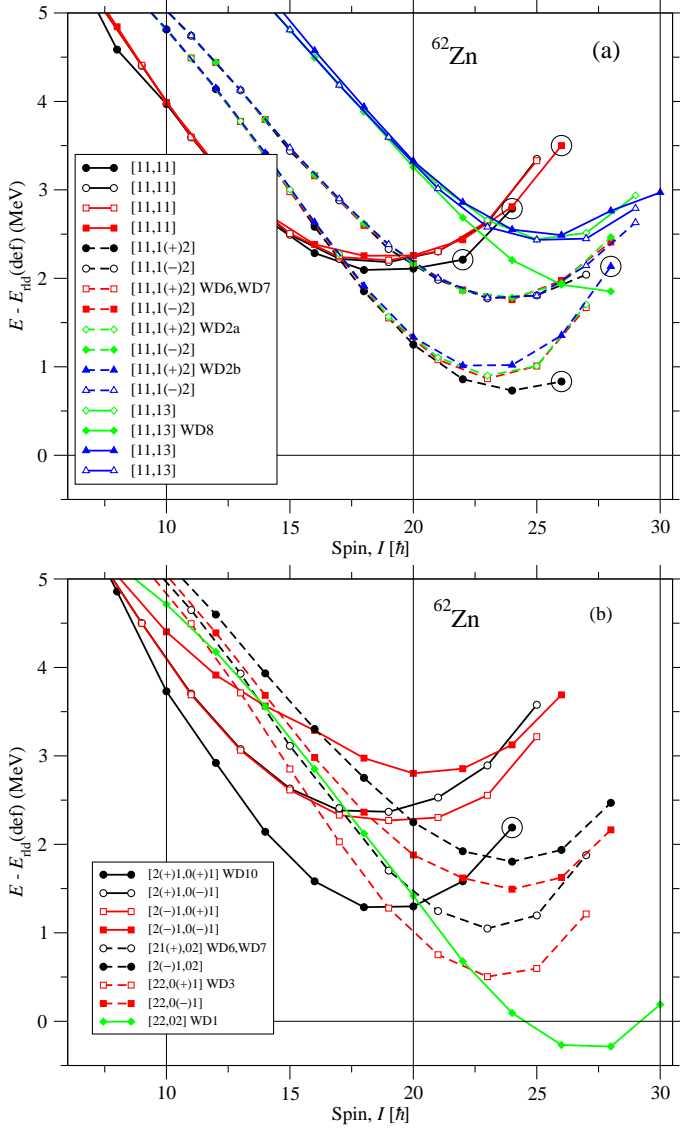 5
4
3
2
1
0
E - E_rld(def) (MeV)
⁶²Zn
(a)
[11,11]
[11,11]
[11,11]
[11,11]
[11,1(+)2]
[11,1(−)2]
[11,1(+)2] WD6,WD7
[11,1(−)2]
[11,1(+)2] WD2a
[11,1(−)2]
[11,1(+)2] WD2b
[11,1(−)2]
[11,13]
[11,13] WD8
[11,13]
[11,13]
10 15 20 25 30
Spin, I [ħ]
5
4
3
2
1
0
E - E_rld(def) (MeV)
⁶²Zn
(b)
[2(+)1,0(+)1] WD10
[2(+)1,0(−)1]
[2(−)1,0(+)1]
[2(−)1,0(−)1]
[21(+),02] WD6,WD7
[2(−)1,02]
[22,0(+)1] WD3
[22,0(−)1]
[22,02] WD1
10 15 20 25 30
Spin, I [ħ]